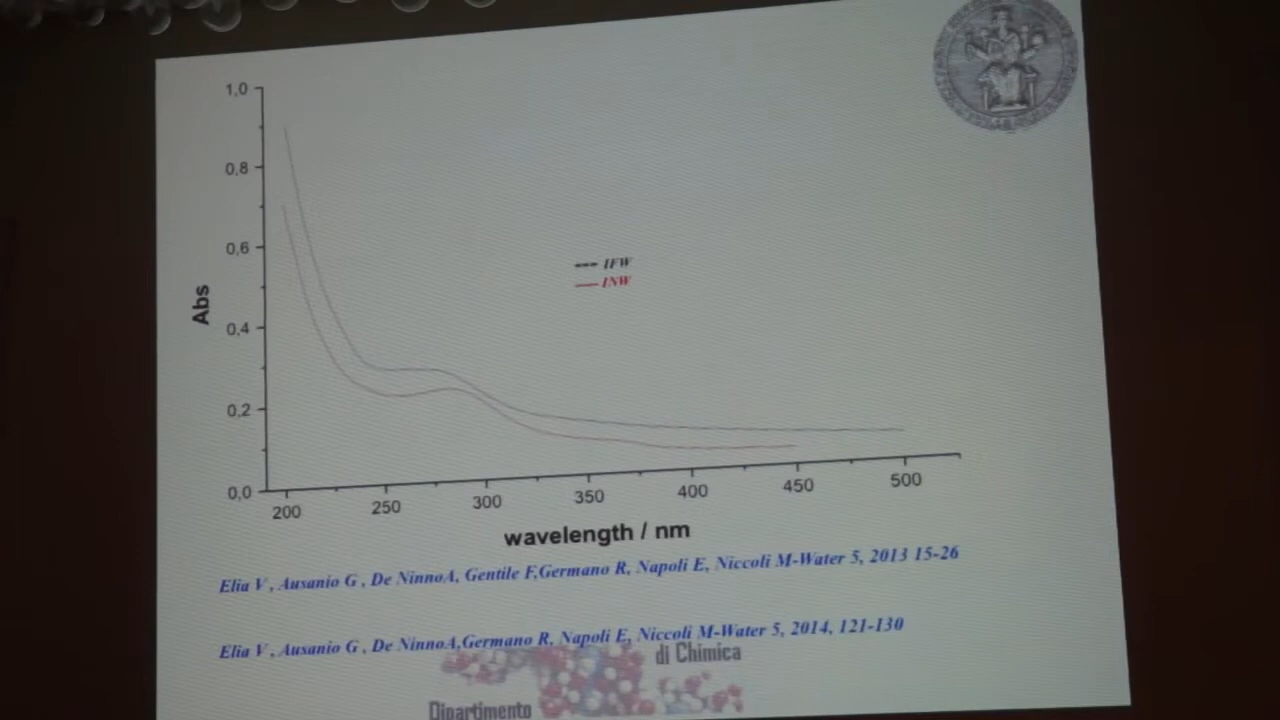 1,0
0,8
0,6
0,4
0,2
0,0
Abs
IFW
INW
200 250 300 350 400 450 500
wavelength / nm
Elia V , Ausanio G , De NinnoA, Gentile F,Germano R, Napoli E, Niccoli M-Water 5, 2013 15-26
Elia V , Ausanio G , De NinnoA,Germano R, Napoli E, Niccoli M-Water 5, 2014, 121-130
di Chimica
Dipartimento